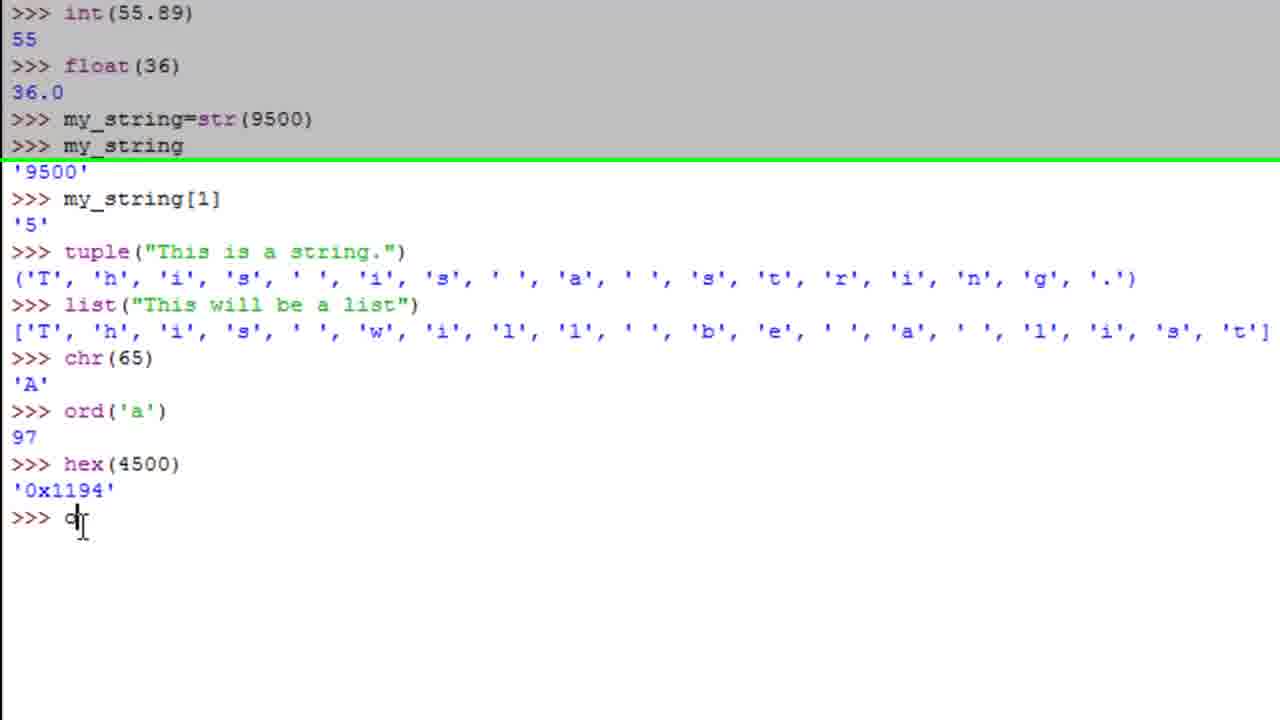 >>> int(55.89)
55
>>> float(36)
36.0
>>> my_string=str(9500)
>>> my_string
'9500'
>>> my_string[1]
'5'
>>> tuple("This is a string.")
('T', 'h', 'i', 's', ' ', 'i', 's', ' ', 'a', ' ', 's', 't', 'r', 'i', 'n', 'g', '.')
>>> list("This will be a list")
['T', 'h', 'i', 's', ' ', 'w', 'i', 'l', 'l', ' ', 'b', 'e', ' ', 'a', ' ', 'l', 'i', 's', 't']
>>> chr(65)
'A'
>>> ord('a')
97
>>> hex(4500)
'0x1194'
>>> o